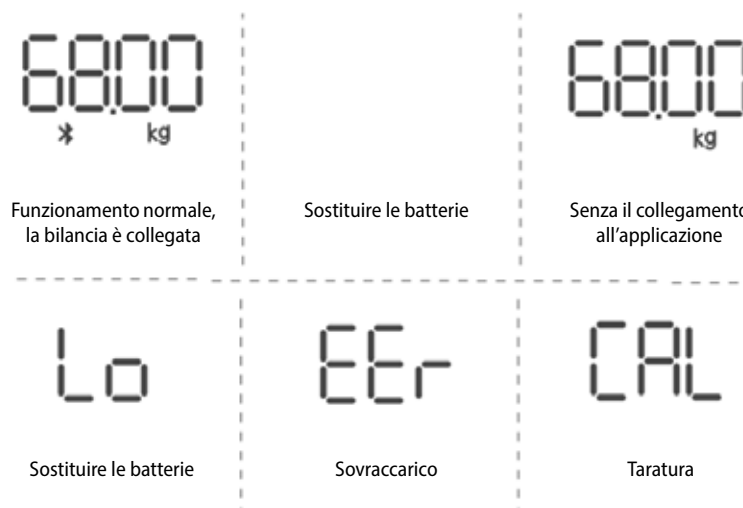 68.00
kg
68.00
kg
Funzionamento normale,
la bilancia è collegata
Sostituire le batterie
Senza il collegamento
all'applicazione
Lo
EEr
CAL
Sostituire le batterie
Sovraccarico
Taratura